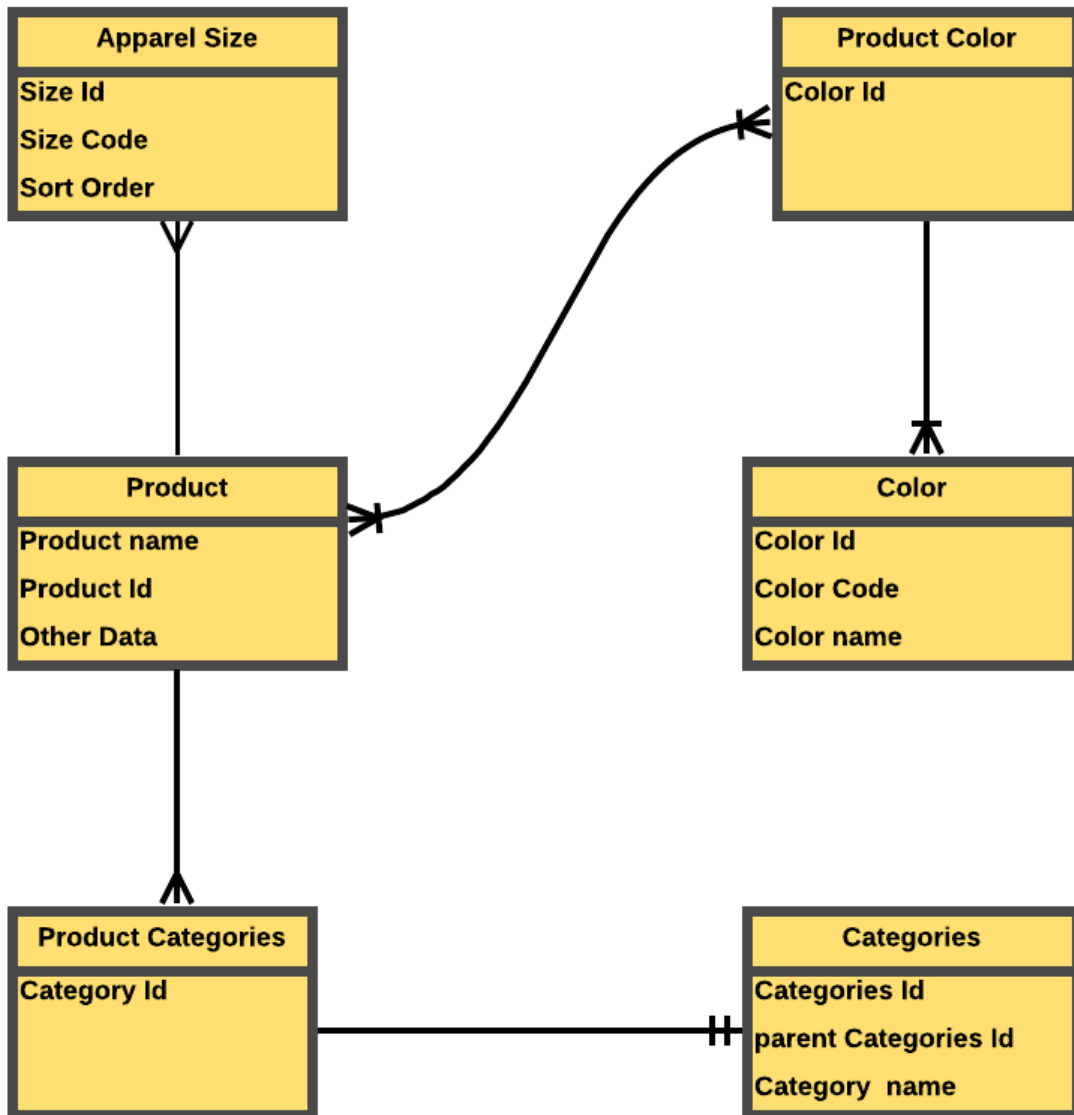 Apparel Size
Size Id
Size Code
Sort Order
Product Color
Color Id
Product
Product name
Product Id
Other Data
Color
Color Id
Color Code
Color name
Product Categories
Category Id
Categories
Categories Id
parent Categories Id
Category name